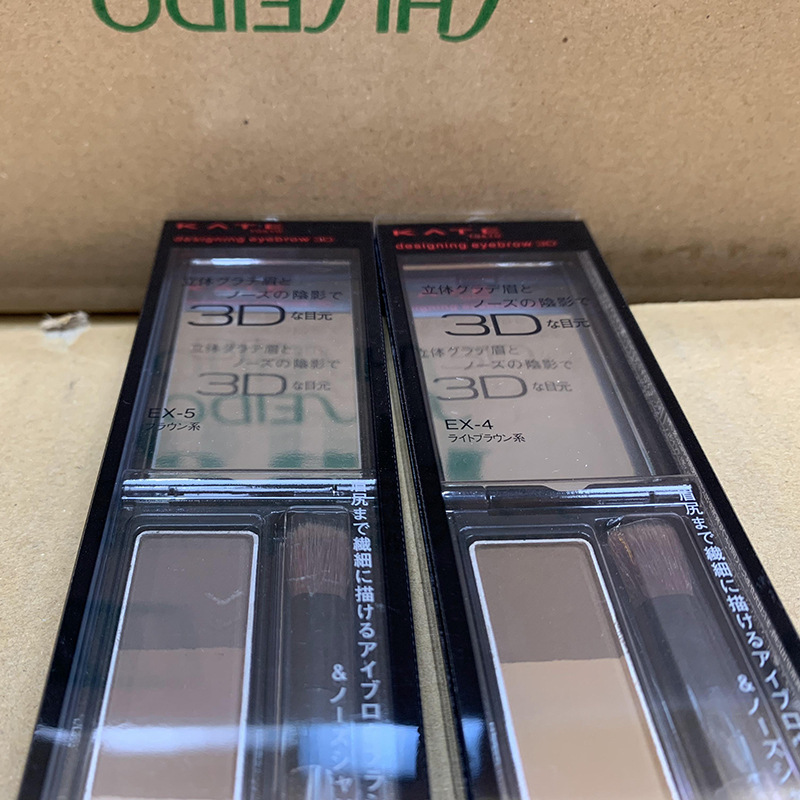 SHISEIDO
KATE
TOKYO
designing eyebrow 3D
立体グラデ眉と
ノーズの陰影で
3Dな目元
立体グラデ眉と
ノーズの陰影で
3Dな目元
EX-5
ブラウン系
眉尻まで繊細に描けるアイブロ
&ノーズシャ
KATE
TOKYO
designing eyebrow 3D
立体グラデ眉と
ノーズの陰影で
3Dな目元
立体グラデ眉と
ノーズの陰影で
3Dな目元
EX-4
ライトブラウン系
眉尻まで繊細に描けるアイブロ
&ノーズ